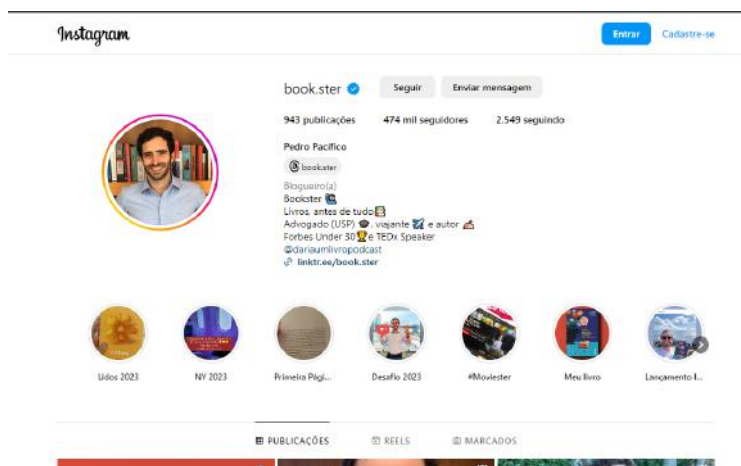 Instagram
Entrar
Cadastre-se
book.ster
Seguir
Enviar mensagem
943 publicações
474 mil seguidores
2.549 seguindo
Pedro Pacífico
book.ster
Blogueiro(a)
Bookster
Livros, antes de tudo
Advogado (USP) 🎓, viajante ✈️ e autor ✍
Forbes Under 30🏆e TEDx Speaker
@dariaumlivropodcast
linktr.ee/book.ster
Lidos 2023
NY 2023
Primeira Pági...
Desafio 2023
#Moviester
Meu livro
Lançamento l...
PUBLICAÇÕES
REELS
MARCADOS